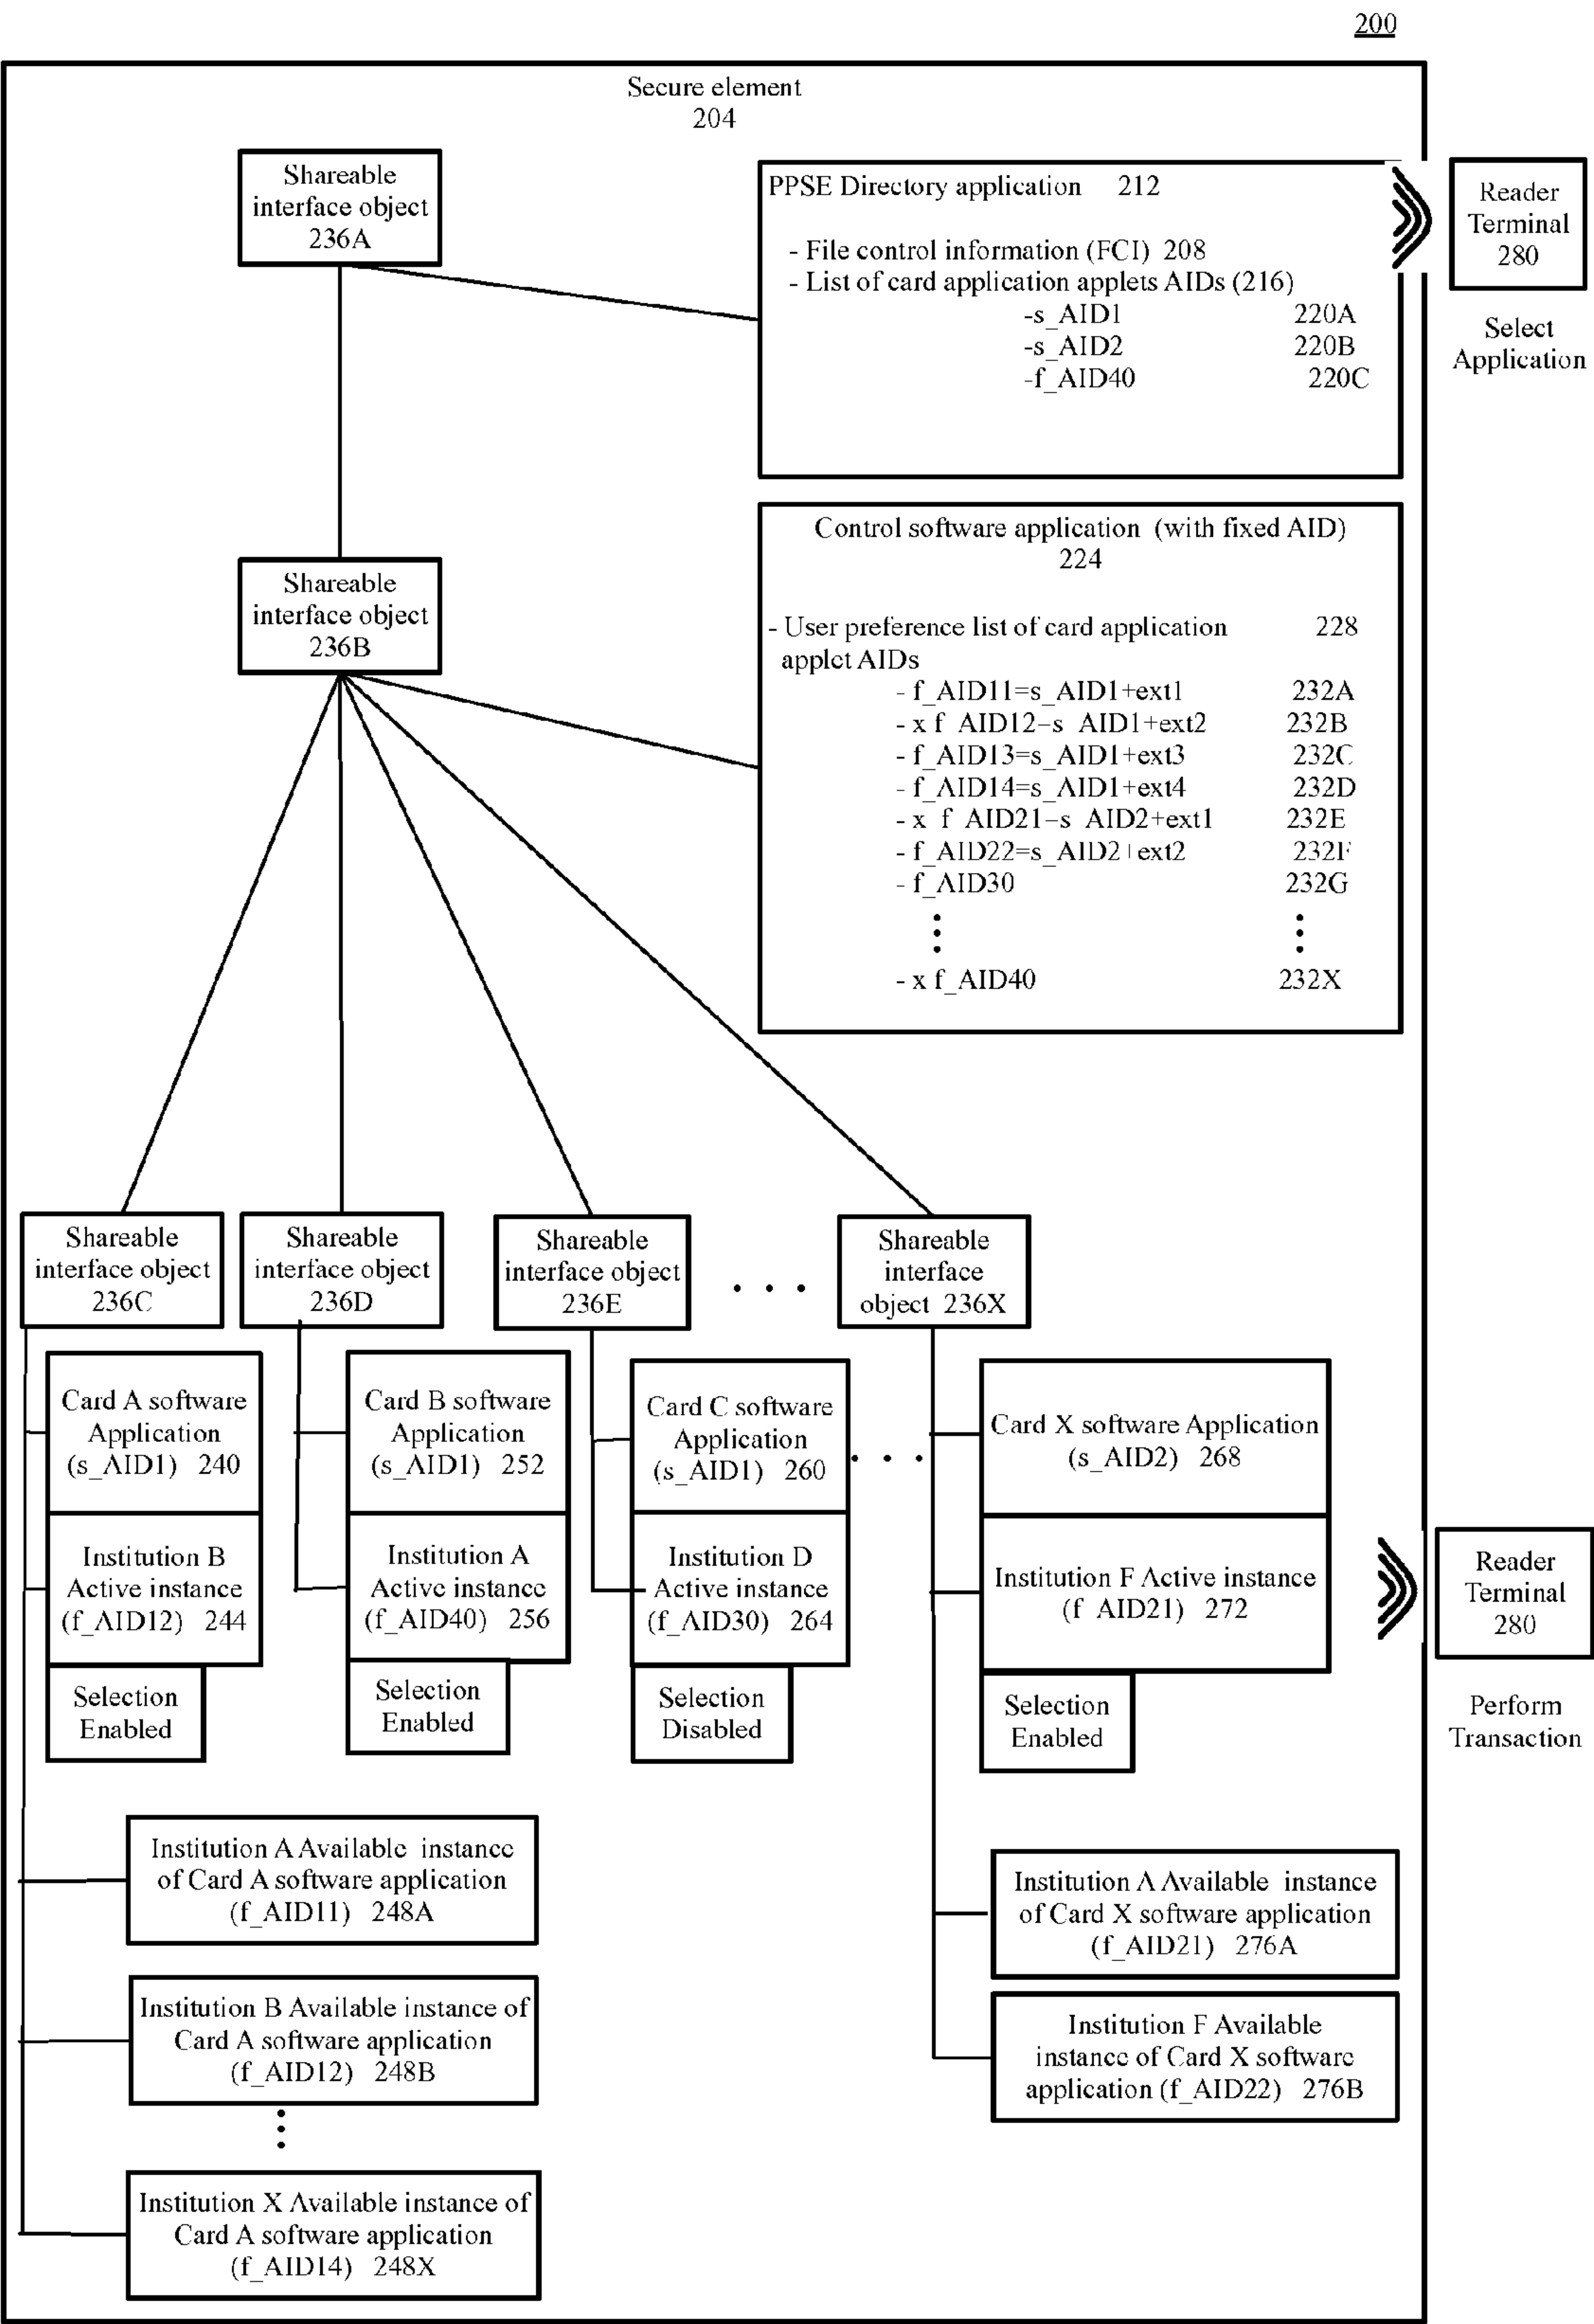 200
Secure element
204
Shareable
interface object
236A
PPSE Directory application 212
- File control information (FCI) 208
- List of card application applets AIDs (216)
-s_AID1 220A
-s_AID2 220B
-f_AID40 220C
Reader
Terminal
280
Select
Application
Shareable
interface object
236B
Control software application (with fixed AID)
224
- User preference list of card application 228
applet AIDs
- f_AID11=s_AID1+ext1 232A
- x f_AID12=s_AID1+ext2 232B
- f_AID13=s_AID1+ext3 232C
- f_AID14=s_AID1+ext4 232D
- x f_AID21=s_AID2+ext1 232E
- f_AID22=s_AID2+ext2 232F
- f_AID30 232G
- x f_AID40 232X
Shareable
interface object
236C
Shareable
interface object
236D
Shareable
interface object
236E
. . .
Shareable
interface
object 236X
Card A software
Application
(s_AID1) 240
Institution B
Active instance
(f_AID12) 244
Selection
Enabled
Card B software
Application
(s_AID1) 252
Institution A
Active instance
(f_AID40) 256
Selection
Enabled
Card C software
Application
(s_AID1) 260
Institution D
Active instance
(f_AID30) 264
Selection
Disabled
. . .
Card X software Application
(s_AID2) 268
Institution F Active instance
(f_AID21) 272
Selection
Enabled
Reader
Terminal
280
Perform
Transaction
Institution A Available instance
of Card A software application
(f_AID11) 248A
Institution B Available instance of
Card A software application
(f_AID12) 248B
Institution X Available instance of
Card A software application
(f_AID14) 248X
Institution A Available instance
of Card X software application
(f_AID21) 276A
Institution F Available
instance of Card X software
application (f_AID22) 276B